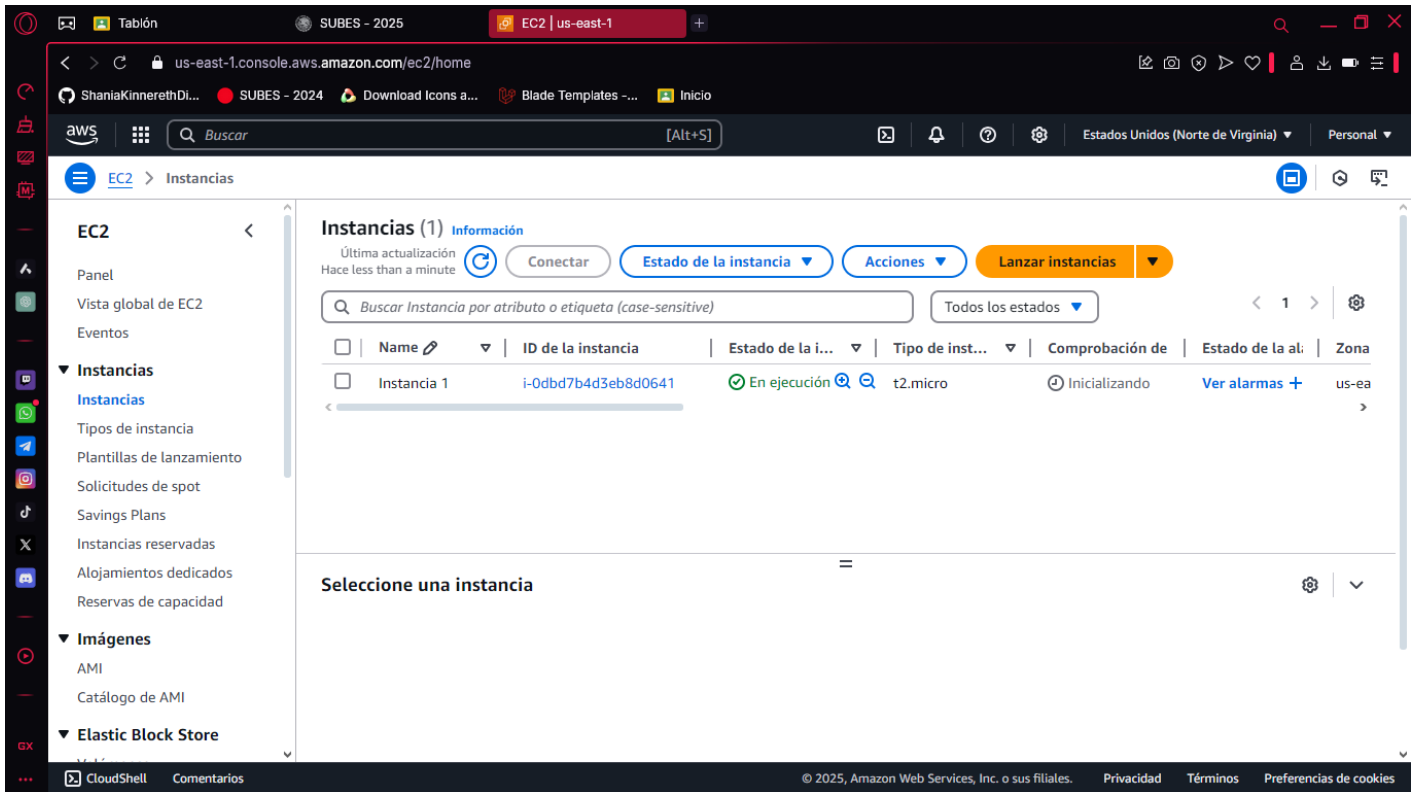 Tablón
SUBES - 2025
EC2 | us-east-1
us-east-1.console.aws.amazon.com/ec2/home
ShaniaKinnerethDi...
SUBES - 2024
Download Icons a...
Blade Templates -...
Inicio
aws
Buscar
[Alt+S]
Estados Unidos (Norte de Virginia)
Personal
EC2
Instancias
EC2
Panel
Vista global de EC2
Eventos
Instancias
Instancias
Tipos de instancia
Plantillas de lanzamiento
Solicitudes de spot
Savings Plans
Instancias reservadas
Alojamientos dedicados
Reservas de capacidad
Imágenes
AMI
Catálogo de AMI
Elastic Block Store
Instancias (1) Información
Última actualización
Hace less than a minute
Conectar
Estado de la instancia
Acciones
Lanzar instancias
Buscar Instancia por atributo o etiqueta (case-sensitive)
Todos los estados
1
Name
ID de la instancia
Estado de la i...
Tipo de inst...
Comprobación de
Estado de la al
Zona
Instancia 1
i-0dbd7b4d3eb8d0641
En ejecución
t2.micro
Inicializando
Ver alarmas
us-ea
Seleccione una instancia
GX
CloudShell
Comentarios
© 2025, Amazon Web Services, Inc. o sus filiales.
Privacidad
Términos
Preferencias de cookies